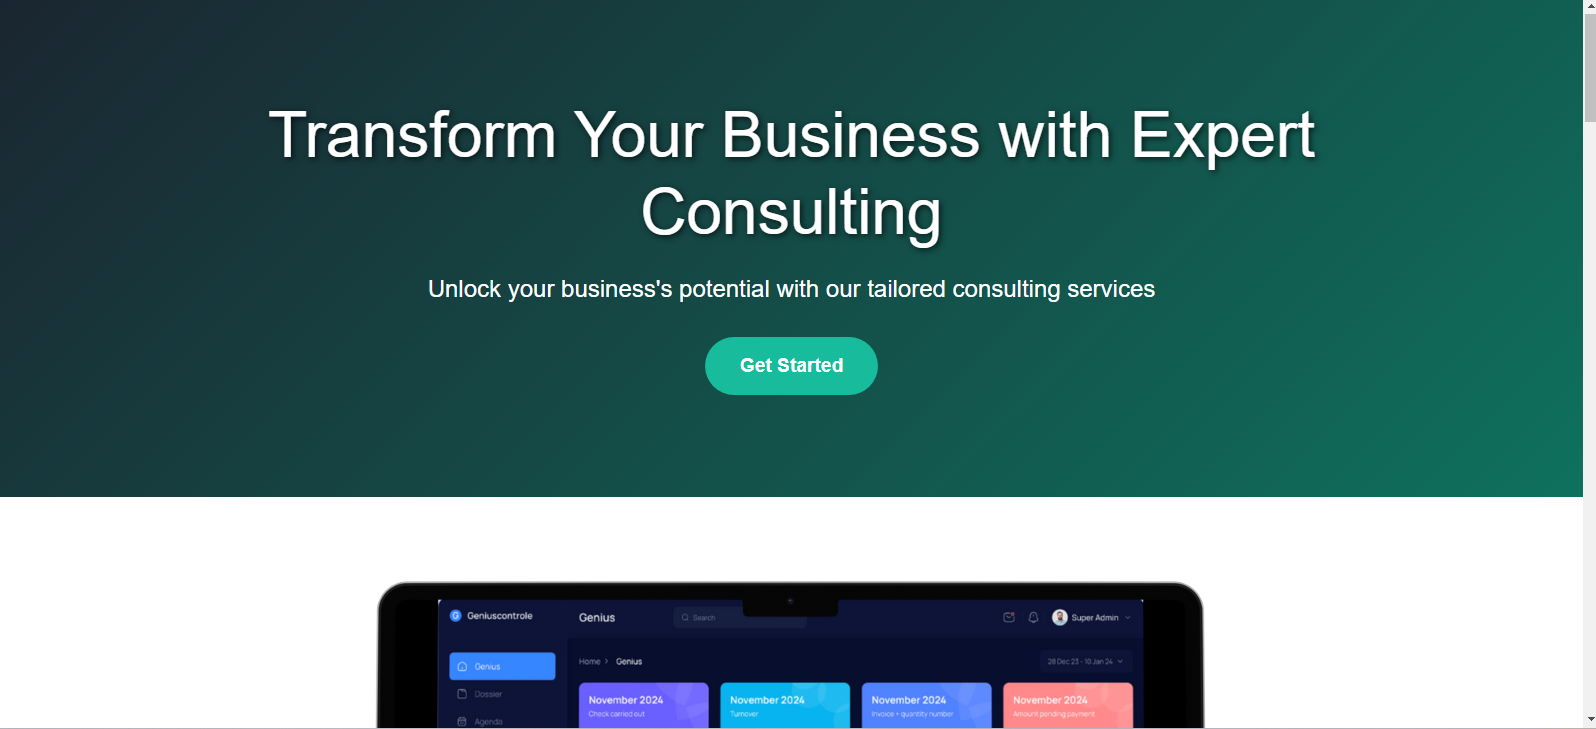 Transform Your Business with Expert
Consulting
Unlock your business's potential with our tailored consulting services
Get Started
G Geniuscontrole
Genius
Search
Super Admin
Home › Genius
28 Dec 23 - 10 Jan 24
Genius
Dossier
Agenda
November 2024
Check carried out
November 2024
Turnover
November 2024
Invoice + quantity number
November 2024
Amount pending payment